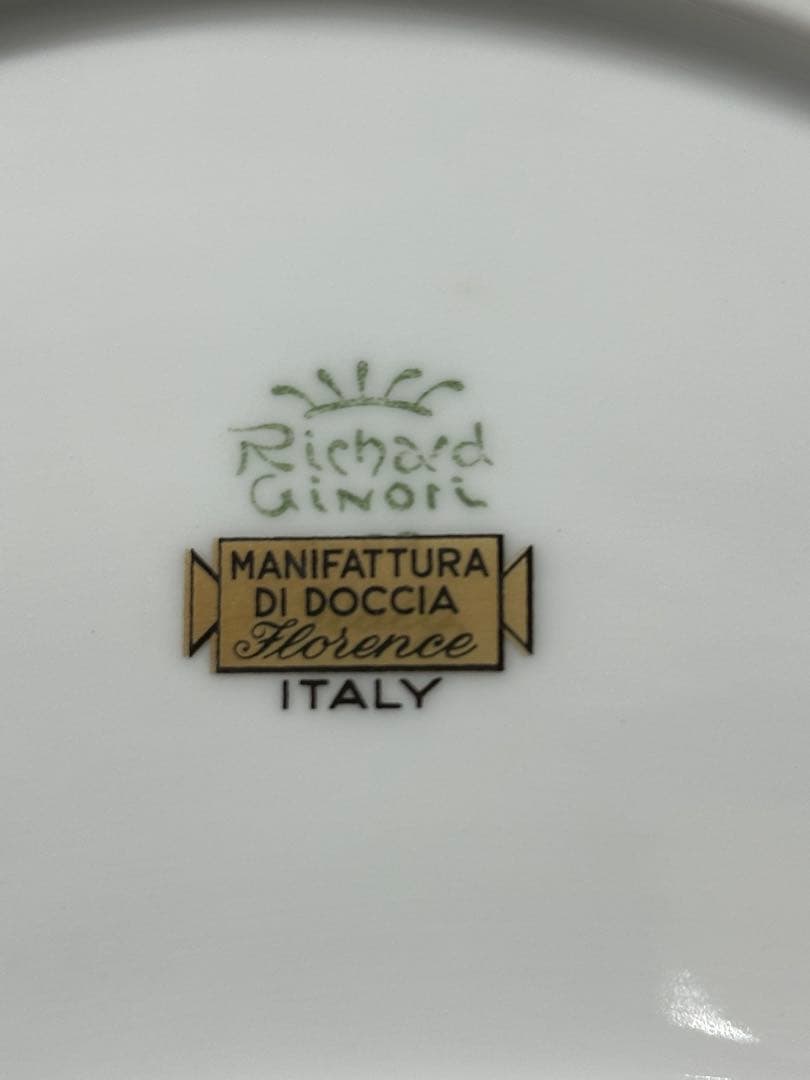 Richard
GiNORi
MANIFATTURA
DI DOCCIA
Florence
ITALY